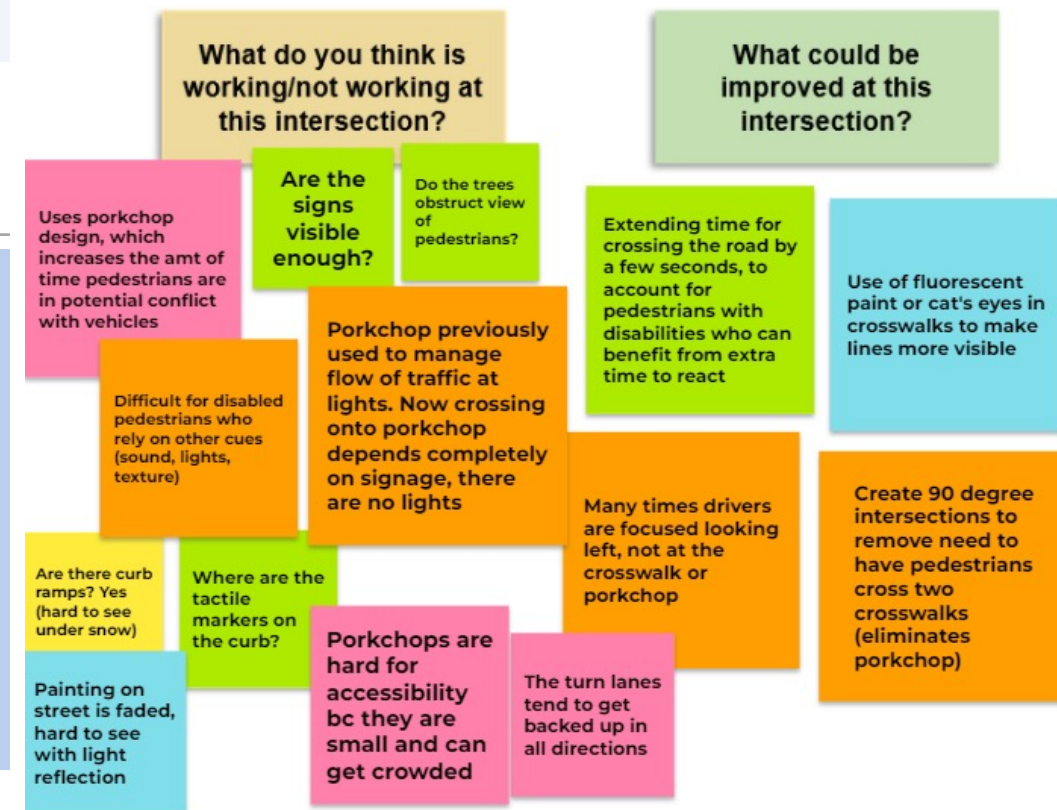 What do you think is
working/not working at
this intersection?
What could be
improved at this
intersection?
Uses porkchop
design, which
increases the amt of
time pedestrians are
in potential conflict
with vehicles
Are the
signs
visible
enough?
Do the trees
obstruct view
of
pedestrians?
Extending time for
crossing the road by
a few seconds, to
account for
pedestrians with
disabilities who can
benefit from extra
time to react
Use of fluorescent
paint or cat's eyes in
crosswalks to make
lines more visible
Difficult for disabled
pedestrians who
rely on other cues
(sound, lights,
texture)
Porkchop previously
used to manage
flow of traffic at
lights. Now crossing
onto porkchop
depends completely
on signage, there
are no lights
Many times drivers
are focused looking
left, not at the
crosswalk or
porkchop
Create 90 degree
intersections to
remove need to
have pedestrians
cross two
crosswalks
(eliminates
porkchop)
Are there curb
ramps? Yes
(hard to see
under snow)
Where are the
tactile
markers on
the curb?
Painting on
street is faded,
hard to see
with light
reflection
Porkchops are
hard for
accessibility
bc they are
small and can
get crowded
The turn lanes
tend to get
backed up in
all directions